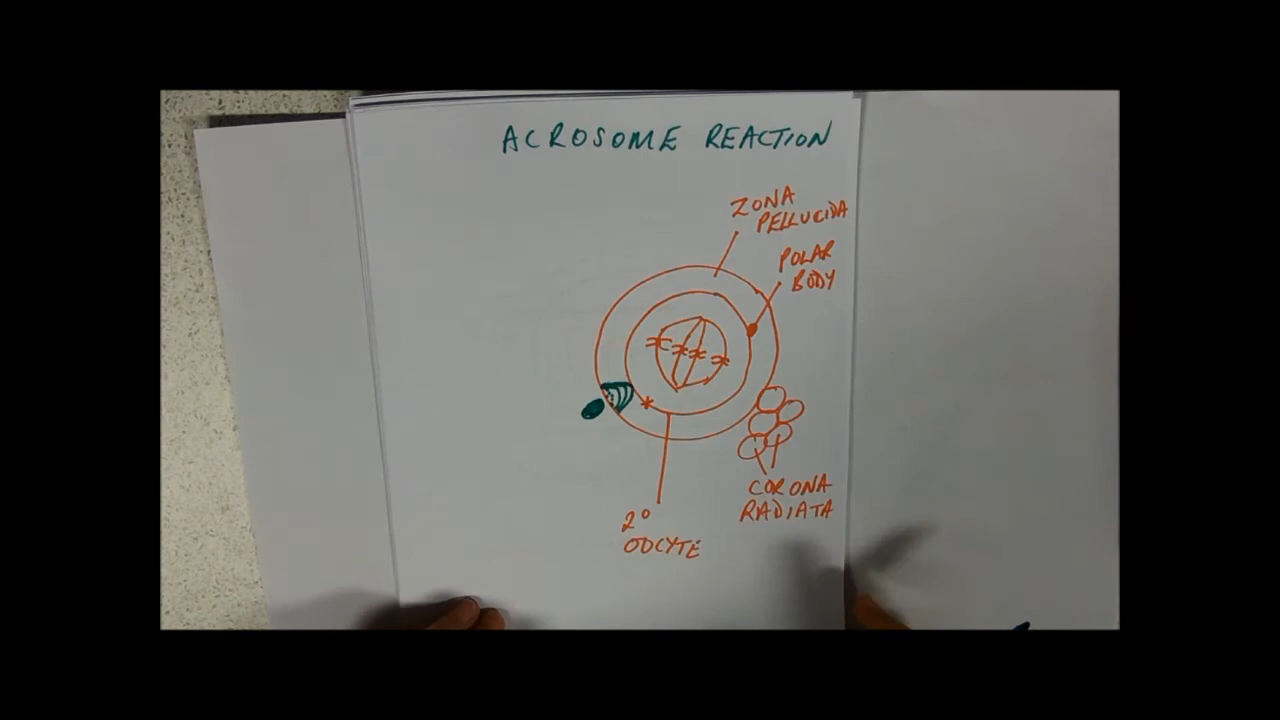 ACROSOME REACTION
ZONA
PELLUCIDA
POLAR
BODY
CORONA
RADIATA
2°
OOCYTE